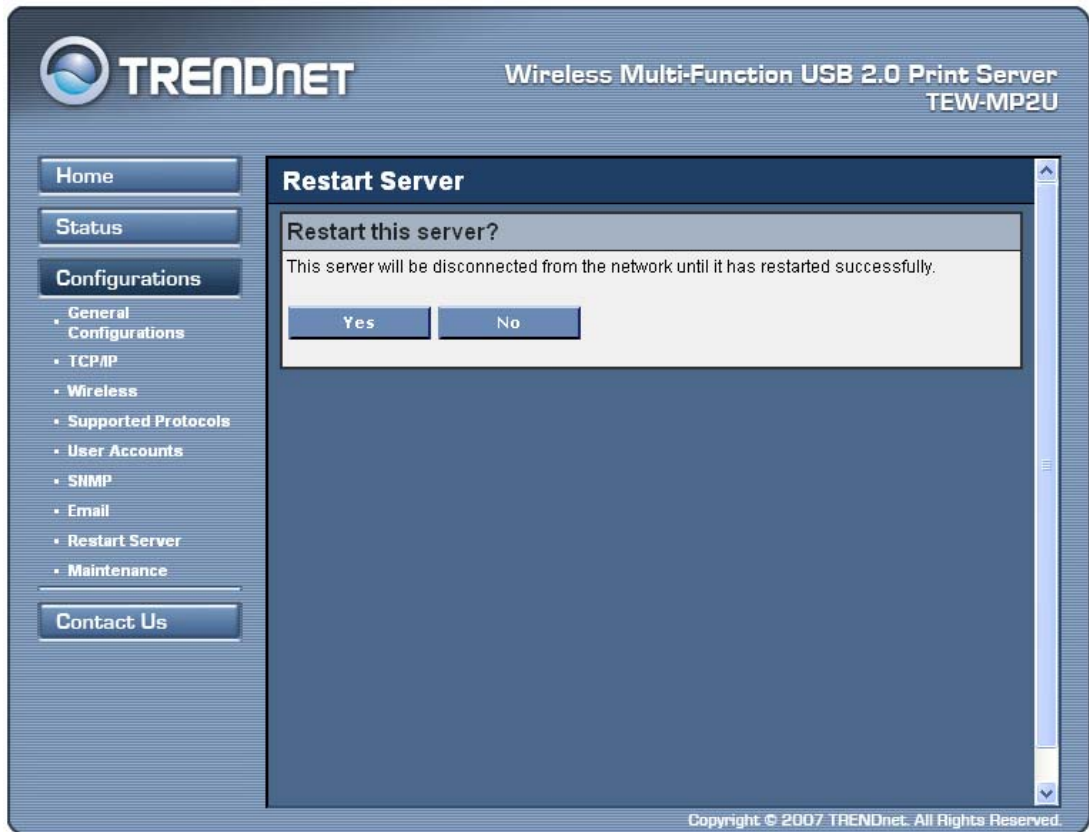 TRENDNET
Wireless Multi-Function USB 2.0 Print Server
TEW-MP2U
Home
Status
Configurations
General
Configurations
TCP/IP
Wireless
Supported Protocols
User Accounts
SNMP
Email
Restart Server
Maintenance
Contact Us
Restart Server
Restart this server?
This server will be disconnected from the network until it has restarted successfully.
Yes
No
Copyright © 2007 TRENDnet. All Rights Reserved.